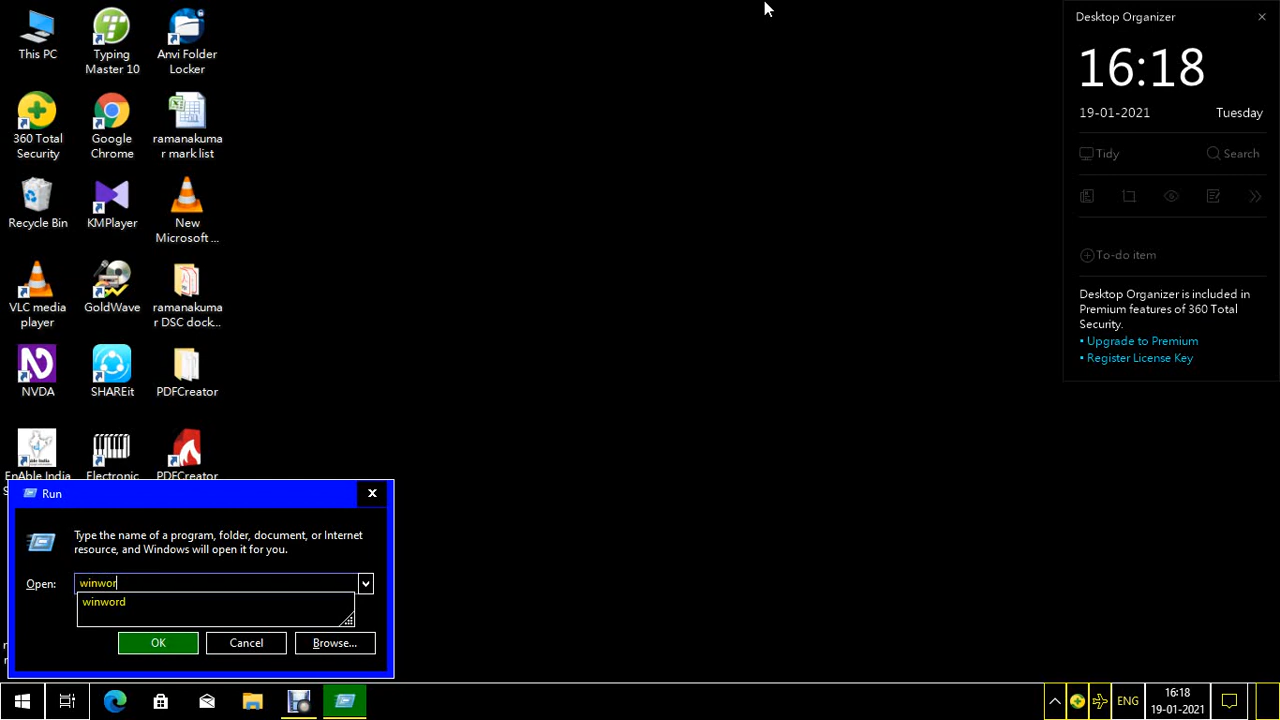 This PC
Typing
Master 10
Anvi Folder
Locker
360 Total
Security
Google
Chrome
ramanakuma
r mark list
Recycle Bin
KMPlayer
New
Microsoft ...
VLC media
player
GoldWave
ramanakuma
r DSC dock...
NVDA
SHAREit
PDFCreator
EnAble India
Electronic
PDFCreator
Desktop Organizer
16:18
19-01-2021 Tuesday
Tidy Search
To-do item
Desktop Organizer is included in
Premium features of 360 Total
Security.
• Upgrade to Premium
• Register License Key
Run
Type the name of a program, folder, document, or Internet
resource, and Windows will open it for you.
Open: winwor
winword
OK Cancel Browse...
ENG
16:18
19-01-2021